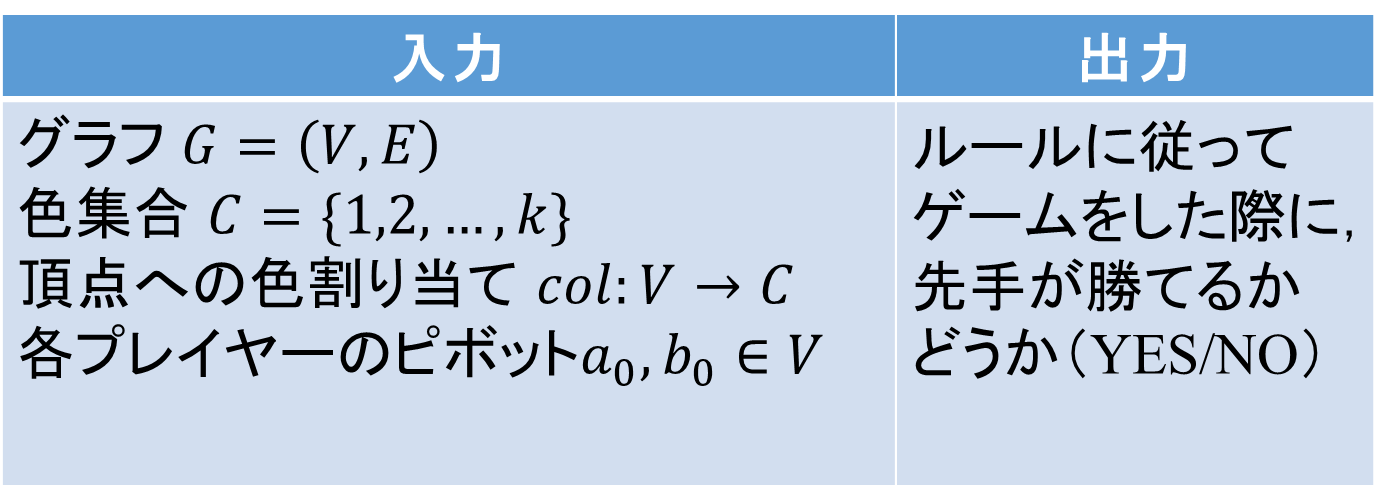 入力
出力
グラフ G = (V, E)
色集合 C = {1,2, … , k}
頂点への色割り当て col: V → C
各プレイヤーのピボットa₀, b₀ ∈ V
ルールに従って
ゲームをした際に,
先手が勝てるか
どうか（YES/NO）